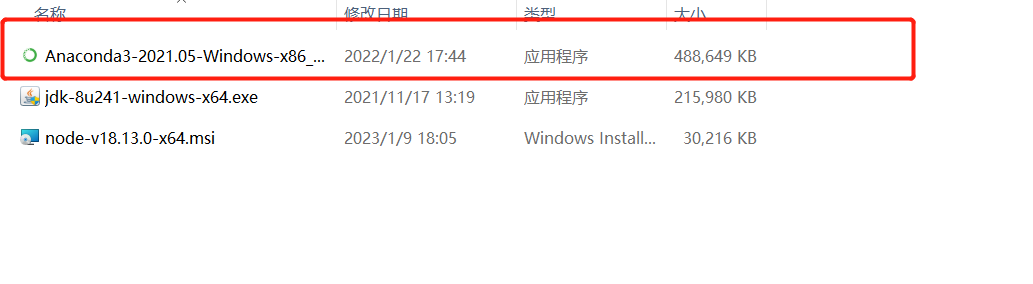 名称 修改日期 类型 大小
Anaconda3-2021.05-Windows-x86_... 2022/1/22 17:44 应用程序 488,649 KB
jdk-8u241-windows-x64.exe 2021/11/17 13:19 应用程序 215,980 KB
node-v18.13.0-x64.msi 2023/1/9 18:05 Windows Install... 30,216 KB